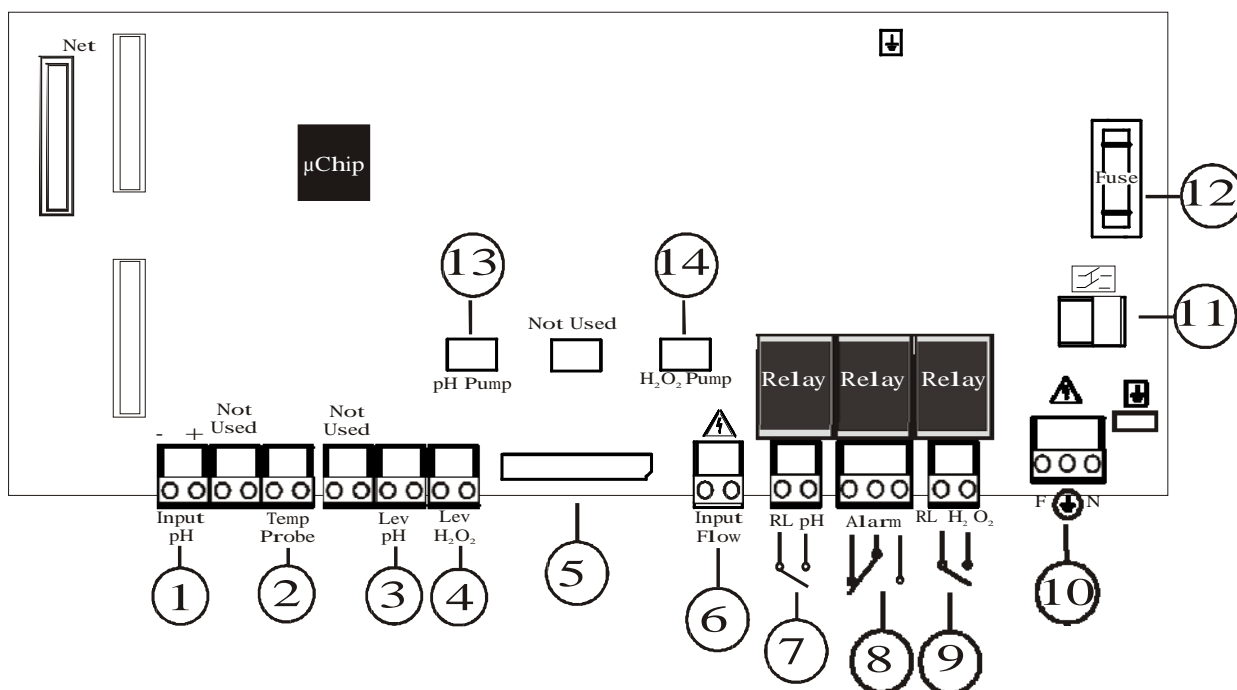 Net
μChip
Fuse
12
13
14
11
Not Used
pH Pump
H₂O₂ Pump
Relay
Relay
Relay
- +
Not
Used
Not
Used
Input
pH
Temp
Probe
Lev
pH
Lev
H₂O₂
Input
Flow
RL pH
Alarm
RL H₂O₂
F N
1
2
3
4
5
6
7
8
9
10